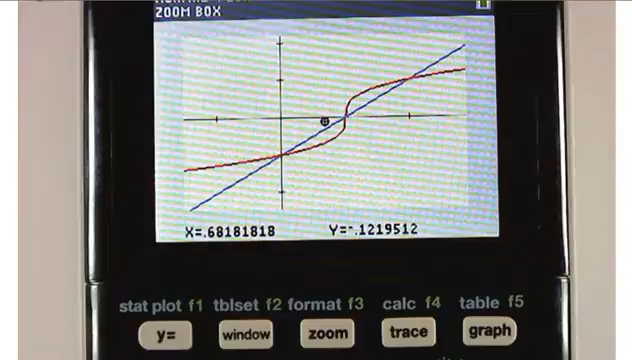 ZOOM BOX
X=.68181818 Y=-.1219512
stat plot f1 tblset f2 format f3 calc f4 table f5
y= window zoom trace graph